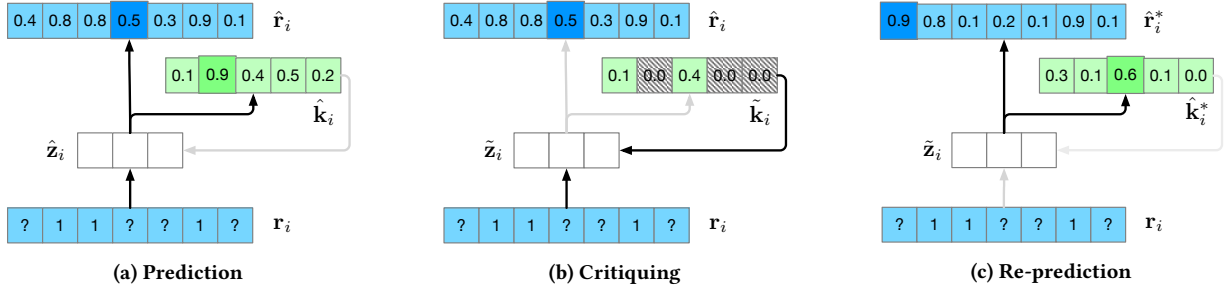 0.4 0.8 0.8 0.5 0.3 0.9 0.1 r̂ᵢ
0.1 0.9 0.4 0.5 0.2
k̂ᵢ
ẑᵢ
? 1 1 ? ? 1 ? rᵢ
(a) Prediction
0.4 0.8 0.8 0.5 0.3 0.9 0.1 r̂ᵢ
0.1 0.0 0.4 0.0 0.0
k̃ᵢ
z̃ᵢ
? 1 1 ? ? 1 ? rᵢ
(b) Critiquing
0.9 0.8 0.1 0.2 0.1 0.9 0.1 r̂ᵢ*
0.3 0.1 0.6 0.1 0.0
k̂ᵢ*
z̃ᵢ
? 1 1 ? ? 1 ? rᵢ
(c) Re-prediction